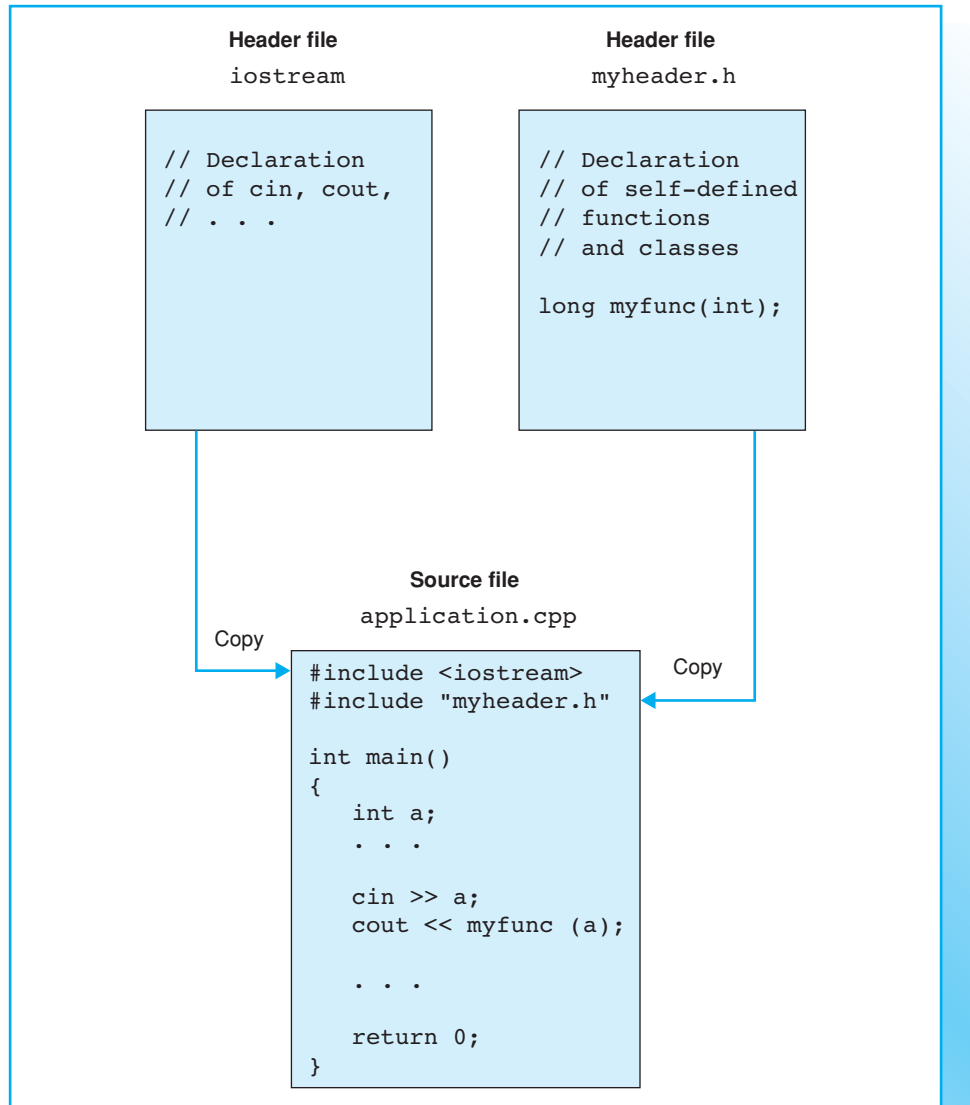 Header file
iostream
// Declaration
// of cin, cout,
// . . .
Header file
myheader.h
// Declaration
// of self-defined
// functions
// and classes
long myfunc(int);
Copy
Copy
Source file
application.cpp
#include <iostream>
#include "myheader.h"
int main()
{
int a;
. . .
cin >> a;
cout << myfunc (a);
. . .
return 0;
}